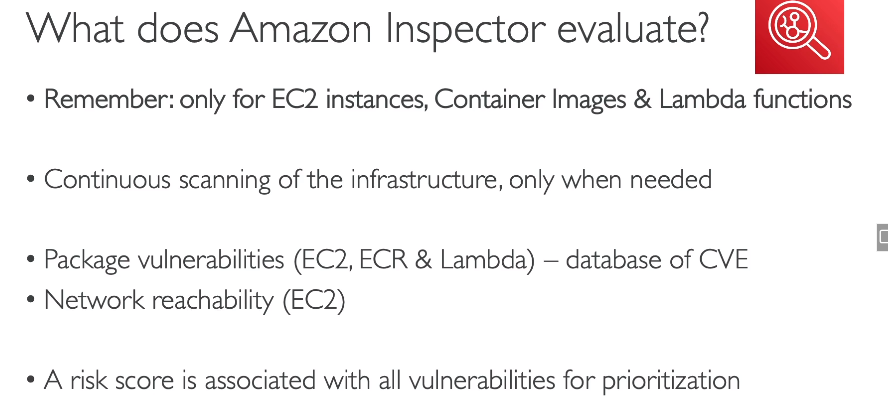 What does Amazon Inspector evaluate?
• Remember: only for EC2 instances, Container Images & Lambda functions
• Continuous scanning of the infrastructure, only when needed
• Package vulnerabilities (EC2, ECR & Lambda) – database of CVE
• Network reachability (EC2)
• A risk score is associated with all vulnerabilities for prioritization